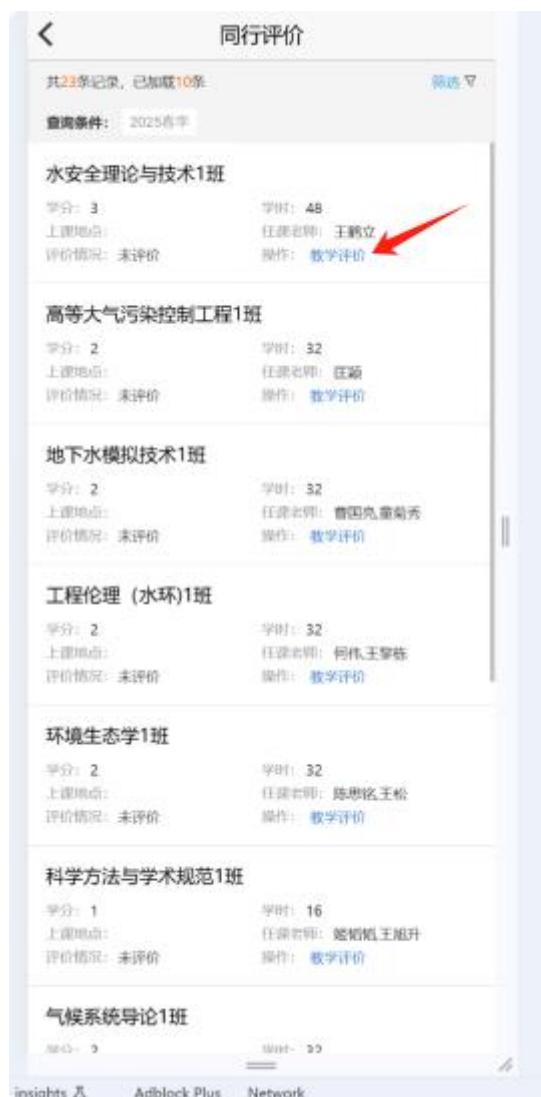 同行评价
共23条记录，已加载10条 筛选
查询条件： 2025春季
水安全理论与技术1班
学分： 3 学时： 48
上课地点： 任课老师： 王鹤立
评价情况： 未评价 操作： 教学评价
高等大气污染控制工程1班
学分： 2 学时： 32
上课地点： 任课老师： 匡颖
评价情况： 未评价 操作： 教学评价
地下水模拟技术1班
学分： 2 学时： 32
上课地点： 任课老师： 曹国亮,童菊秀
评价情况： 未评价 操作： 教学评价
工程伦理（水环)1班
学分： 2 学时： 32
上课地点： 任课老师： 何伟,王黎栋
评价情况： 未评价 操作： 教学评价
环境生态学1班
学分： 2 学时： 32
上课地点： 任课老师： 陈思铭,王松
评价情况： 未评价 操作： 教学评价
科学方法与学术规范1班
学分： 1 学时： 16
上课地点： 任课老师： 王旭升
评价情况： 未评价 操作： 教学评价
气候系统导论1班
学分： 2 学时： 32
insights Adblock Plus Network